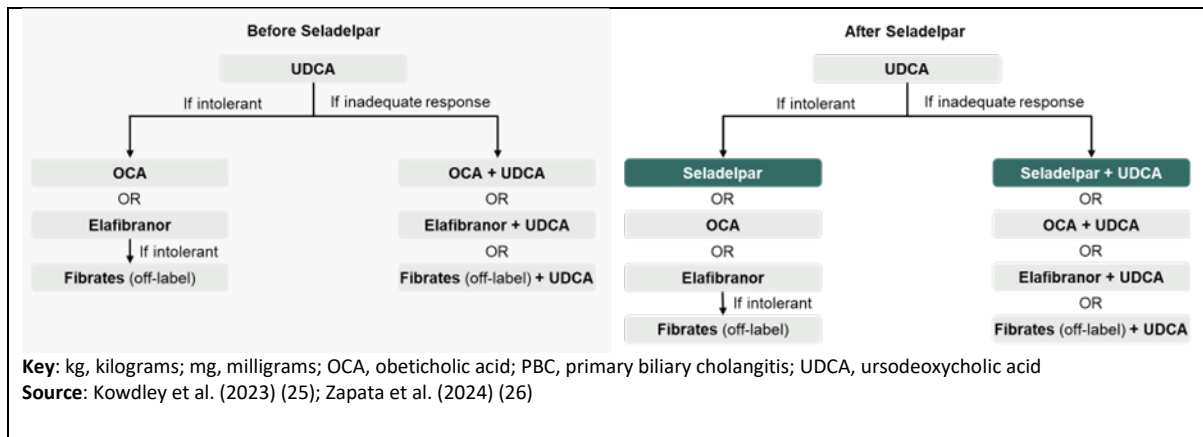 Before Seladelpar
UDCA
If intolerant
If inadequate response
OCA
OCA + UDCA
OR
OR
Elafibranor
Elafibranor + UDCA
If intolerant
OR
Fibrates (off-label)
Fibrates (off-label) + UDCA
After Seladelpar
UDCA
If intolerant
If inadequate response
Seladelpar
Seladelpar + UDCA
OR
OR
OCA
OCA + UDCA
OR
OR
Elafibranor
Elafibranor + UDCA
If intolerant
OR
Fibrates (off-label)
Fibrates (off-label) + UDCA
Key: kg, kilograms; mg, milligrams; OCA, obeticholic acid; PBC, primary biliary cholangitis; UDCA, ursodeoxycholic acid
Source: Kowdley et al. (2023) (25); Zapata et al. (2024) (26)